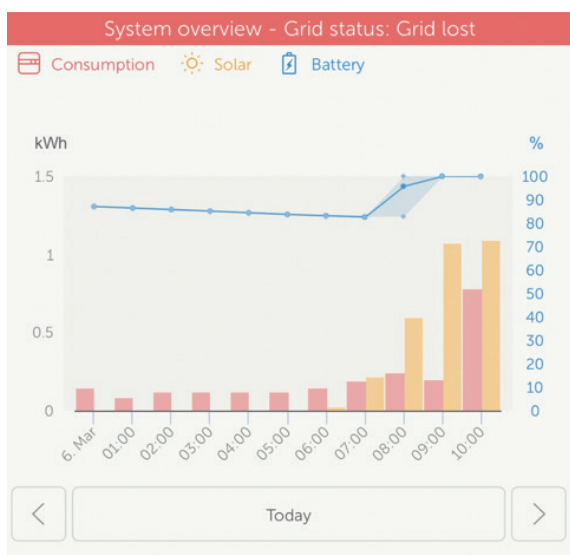 System overview - Grid status: Grid lost
Consumption Solar Battery
kWh %
1.5 100
90
80
1 70
60
50
0.5 40
30
20
10
0 0
6. Mar 01:00 02:00 03:00 04:00 05:00 06:00 07:00 08:00 09:00 10:00
Today